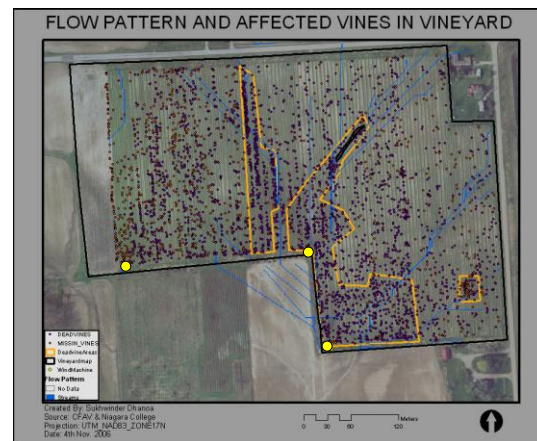 FLOW PATTERN AND AFFECTED VINES IN VINEYARD
DEADVINES
MISSIN_VINES
DeadvineAreas
Vineyardmap
WindMachine
Flow Pattern
No Data
Streams
Created By: Sukhwinder Dhanoa
Source: CFAV & Niagara College
Projection: UTM_NAD83_ZONE17N
Date: 4th Nov. 2006
0 30 60 120
Meters